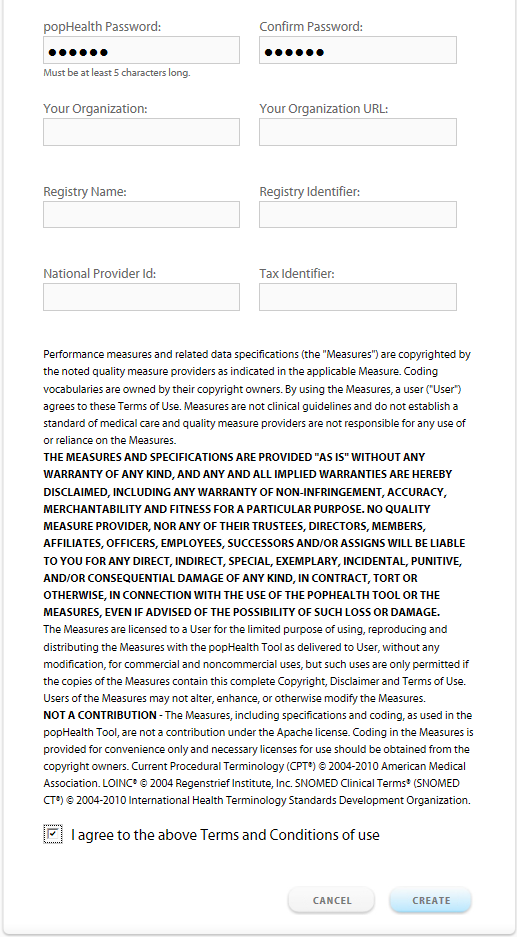 popHealth Password: Confirm Password:
●●●●●● ●●●●●●
Must be at least 5 characters long.
Your Organization: Your Organization URL:
Registry Name: Registry Identifier:
National Provider Id: Tax Identifier:
Performance measures and related data specifications (the "Measures") are copyrighted by
the noted quality measure providers as indicated in the applicable Measure. Coding
vocabularies are owned by their copyright owners. By using the Measures, a user ("User")
agrees to these Terms of Use. Measures are not clinical guidelines and do not establish a
standard of medical care and quality measure providers are not responsible for any use of
or reliance on the Measures.
THE MEASURES AND SPECIFICATIONS ARE PROVIDED "AS IS" WITHOUT ANY
WARRANTY OF ANY KIND, AND ANY AND ALL IMPLIED WARRANTIES ARE HEREBY
DISCLAIMED, INCLUDING ANY WARRANTY OF NON-INFRINGEMENT, ACCURACY,
MERCHANTABILITY AND FITNESS FOR A PARTICULAR PURPOSE. NO QUALITY
MEASURE PROVIDER, NOR ANY OF THEIR TRUSTEES, DIRECTORS, MEMBERS,
AFFILIATES, OFFICERS, EMPLOYEES, SUCCESSORS AND/OR ASSIGNS WILL BE LIABLE
TO YOU FOR ANY DIRECT, INDIRECT, SPECIAL, EXEMPLARY, INCIDENTAL, PUNITIVE,
AND/OR CONSEQUENTIAL DAMAGE OF ANY KIND, IN CONTRACT, TORT OR
OTHERWISE, IN CONNECTION WITH THE USE OF THE POPHEALTH TOOL OR THE
MEASURES, EVEN IF ADVISED OF THE POSSIBILITY OF SUCH LOSS OR DAMAGE.
The Measures are licensed to a User for the limited purpose of using, reproducing and
distributing the Measures with the popHealth Tool as delivered to User, without any
modification, for commercial and noncommercial uses, but such uses are only permitted if
the copies of the Measures contain this complete Copyright, Disclaimer and Terms of Use.
Users of the Measures may not alter, enhance, or otherwise modify the Measures.
NOT A CONTRIBUTION - The Measures, including specifications and coding, as used in the
popHealth Tool, are not a contribution under the Apache license. Coding in the Measures is
provided for convenience only and necessary licenses for use should be obtained from the
copyright owners. Current Procedural Terminology (CPT®) © 2004-2010 American Medical
Association. LOINC® © 2004 Regenstrief Institute, Inc. SNOMED Clinical Terms® (SNOMED
CT®) © 2004-2010 International Health Terminology Standards Development Organization.
I agree to the above Terms and Conditions of use
CANCEL CREATE